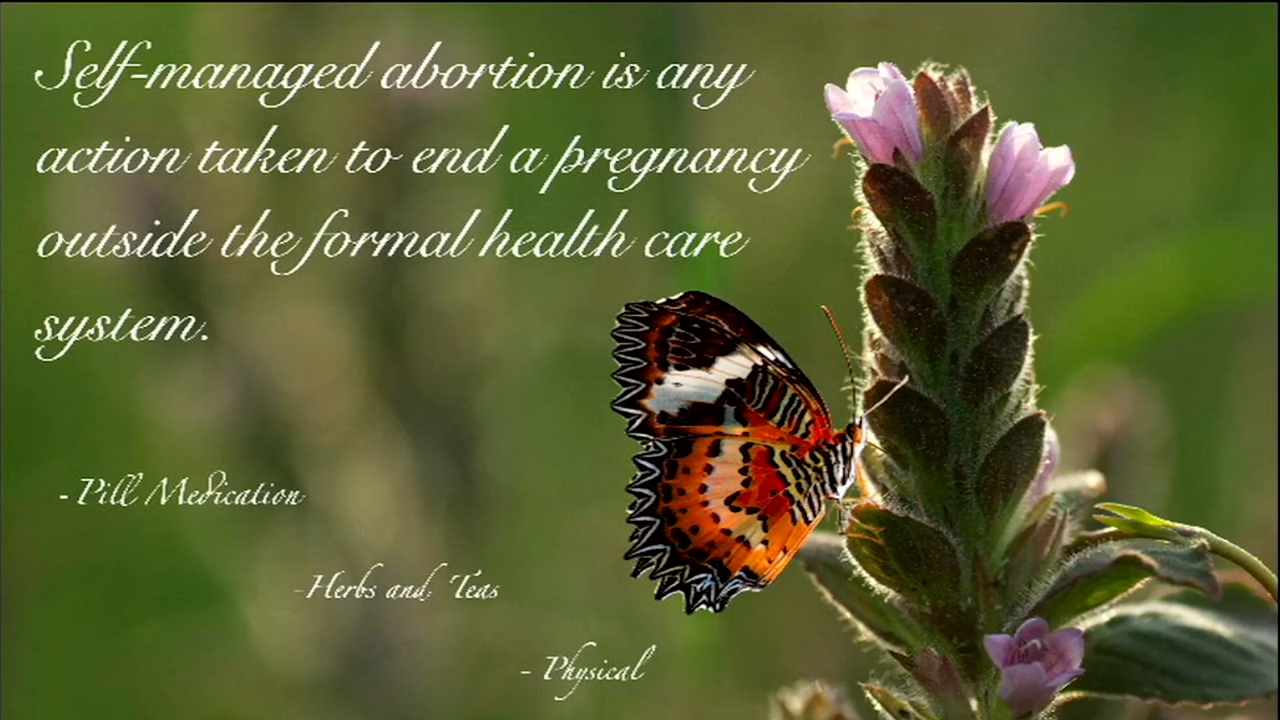 Self-managed abortion is any
action taken to end a pregnancy
outside the formal health care
system.
- Pill Medication
-Herbs and Teas
- Physical